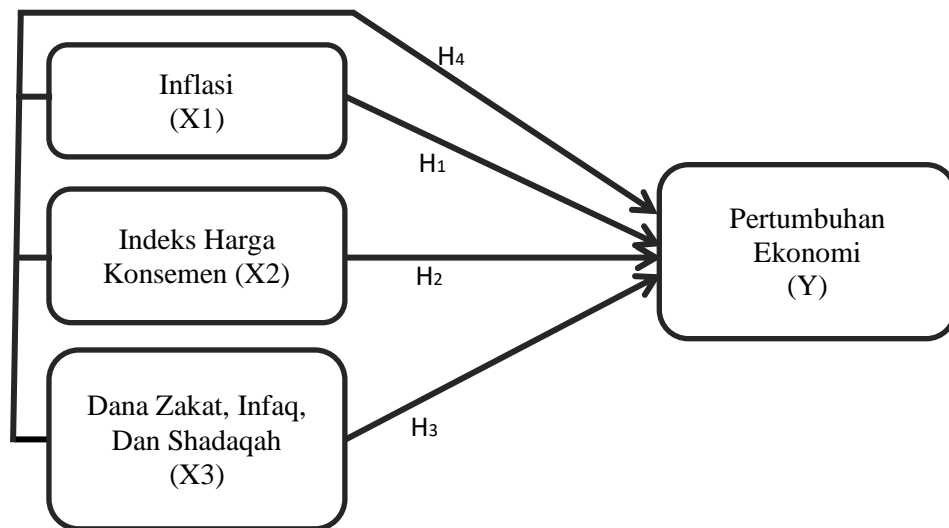 H4
Inflasi
(X1)
H1
Indeks Harga
Konsemen (X2)
H2
Pertumbuhan
Ekonomi
(Y)
Dana Zakat, Infaq,
Dan Shadaqah
(X3)
H3